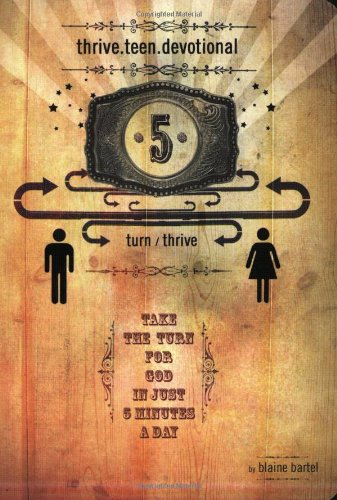 thrive.teen.devotional
5
turn / thrive
TAKE
THE TURN
FOR
GOD
IN JUST
5 MINUTES
A DAY
by blaine bartel